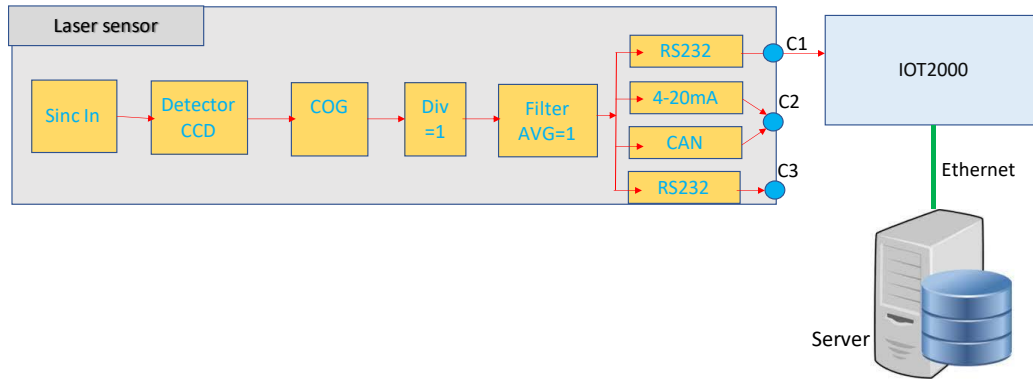 Laser sensor
Sinc In
Detector
CCD
COG
Div
=1
Filter
AVG=1
RS232
4-20mA
CAN
RS232
C1
C2
C3
IOT2000
Ethernet
Server